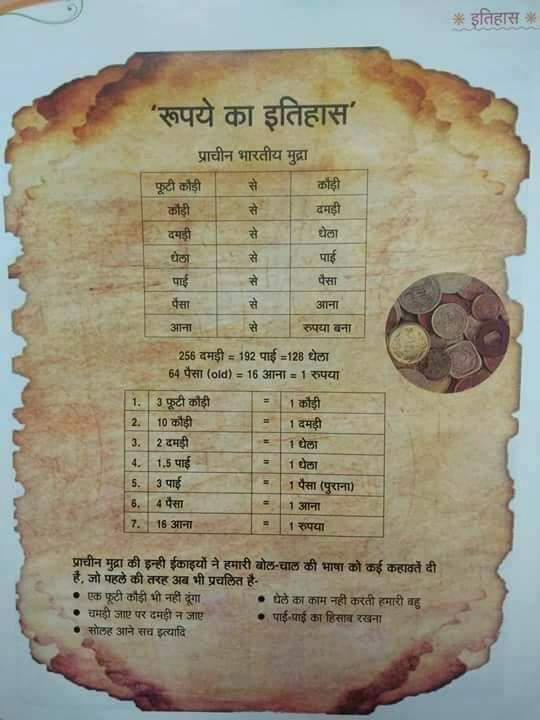 * इतिहास *
‘रूपये का इतिहास’
प्राचीन भारतीय मुद्रा
फूटी कौड़ी से कौड़ी
कौड़ी से दमड़ी
दमड़ी से धेला
धेला से पाई
पाई से पैसा
पैसा से आना
आना से रुपया बना
256 दमड़ी = 192 पाई =128 धेला
64 पैसा (old) = 16 आना = 1 रुपया
1. 3 फूटी कौड़ी = 1 कौड़ी
2. 10 कौड़ी = 1 दमड़ी
3. 2 दमड़ी = 1 धेला
4. 1.5 पाई = 1 धेला
5. 3 पाई = 1 पैसा (पुराना)
6. 4 पैसा = 1 आना
7. 16 आना = 1 रुपया
प्राचीन मुद्रा की इन्ही ईकाइयों ने हमारी बोल-चाल की भाषा को कई कहावतें दी
हैं, जो पहले की तरह अब भी प्रचलित है-
• एक फूटी कौड़ी भी नहीं दूंगा
• चमड़ी जाए पर दमड़ी न जाए
• सोलह आने सच इत्यादि
• धेले का काम नही करती हमारी बहु
• पाई-पाई का हिसाब रखना